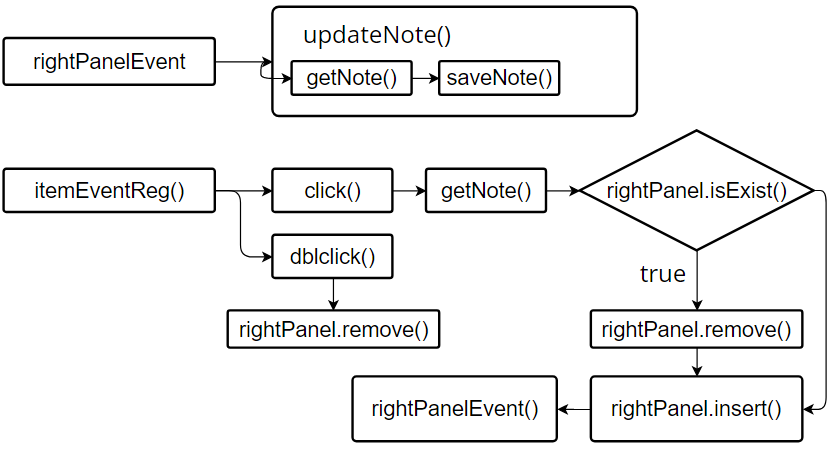 updateNote()
rightPanelEvent
getNote()
saveNote()
itemEventReg()
click()
getNote()
rightPanel.isExist()
dblclick()
true
rightPanel.remove()
rightPanel.remove()
rightPanelEvent()
rightPanel.insert()